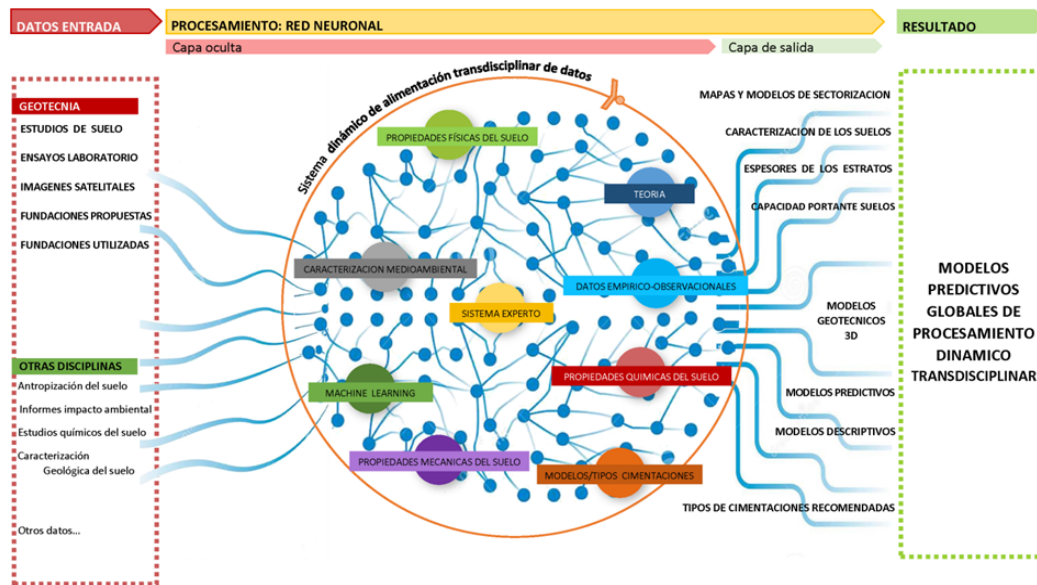 DATOS ENTRADA
PROCESAMIENTO: RED NEURONAL
RESULTADO
Capa oculta
Capa de salida
GEOTECNIA
ESTUDIOS DE SUELO
ENSAYOS LABORATORIO
IMAGENES SATELITALES
FUNDACIONES PROPUESTAS
FUNDACIONES UTILIZADAS
OTRAS DISCIPLINAS
Antropización del suelo
Informes impacto ambiental
Estudios químicos del suelo
Caracterización
Geológica del suelo
Otros datos...
Sistema dinámico de alimentación transdisciplinar de datos
PROPIEDADES FÍSICAS DEL SUELO
TEORIA
CARACTERIZACION MEDIOAMBIENTAL
DATOS EMPIRICO-OBSERVACIONALES
SISTEMA EXPERTO
PROPIEDADES QUIMICAS DEL SUELO
MACHINE LEARNING
PROPIEDADES MECANICAS DEL SUELO
MODELOS/TIPOS CIMENTACIONES
MAPAS Y MODELOS DE SECTORIZACION
CARACTERIZACION DE LOS SUELOS
ESPESORES DE LOS ESTRATOS
CAPACIDAD PORTANTE SUELOS
MODELOS
GEOTECNICOS
3D
MODELOS PREDICTIVOS
MODELOS DESCRIPTIVOS
TIPOS DE CIMENTACIONES RECOMENDADAS
MODELOS
PREDICTIVOS
GLOBALES DE
PROCESAMIENTO
DINAMICO
TRANSDISCIPLINAR